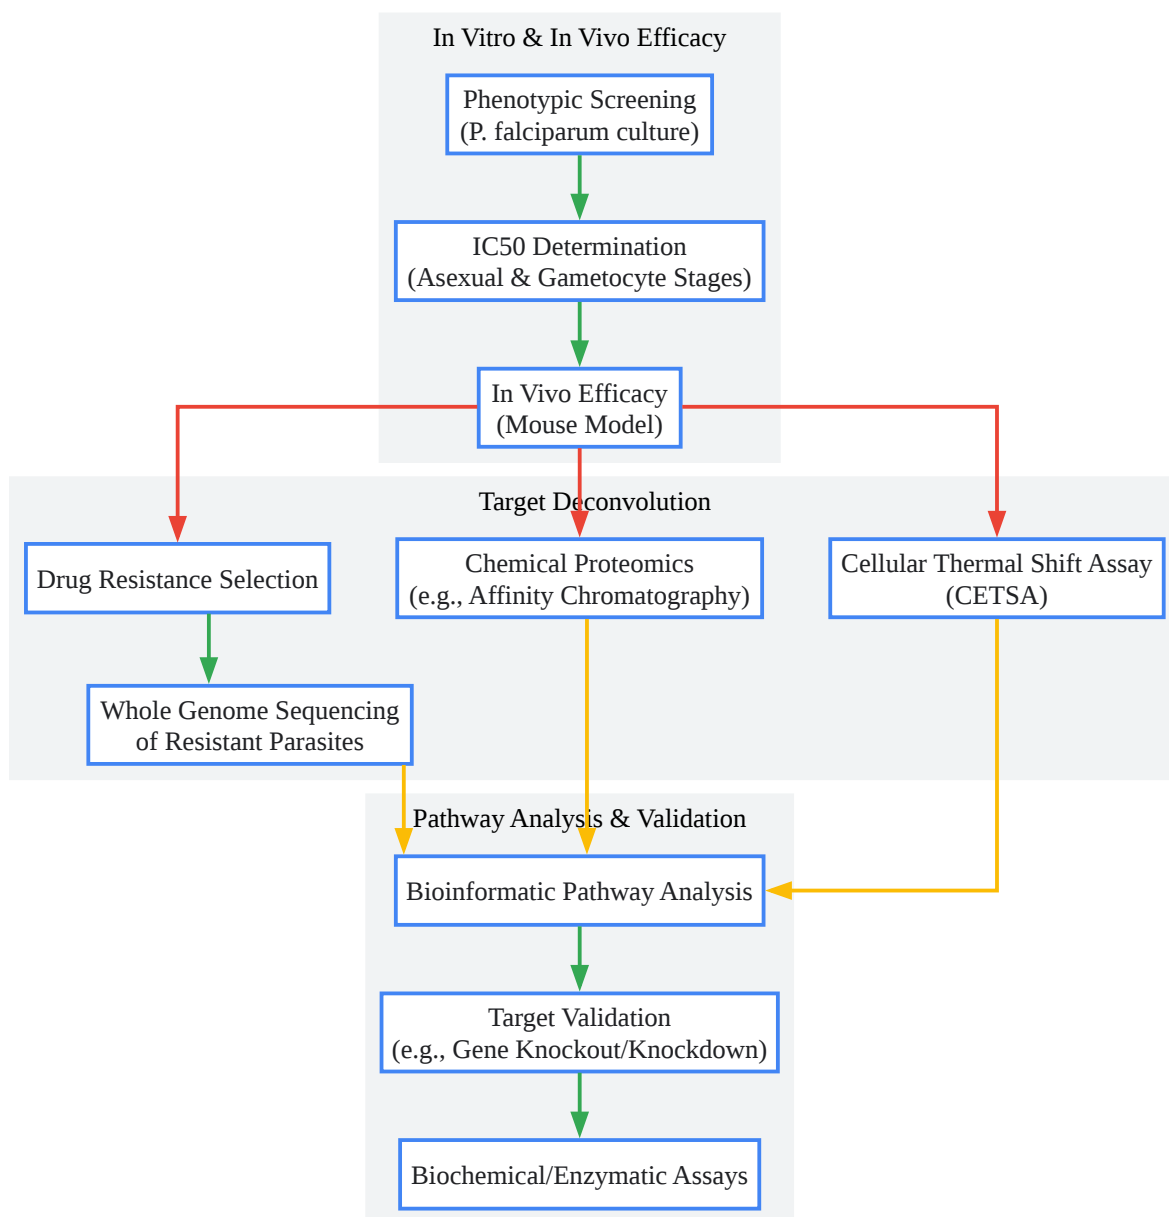 In Vitro & In Vivo Efficacy
Phenotypic Screening
(P. falciparum culture)
IC50 Determination
(Asexual & Gametocyte Stages)
In Vivo Efficacy
(Mouse Model)
Target Deconvolution
Drug Resistance Selection
Chemical Proteomics
(e.g., Affinity Chromatography)
Cellular Thermal Shift Assay
(CETSA)
Whole Genome Sequencing
of Resistant Parasites
Pathway Analysis & Validation
Bioinformatic Pathway Analysis
Target Validation
(e.g., Gene Knockout/Knockdown)
Biochemical/Enzymatic Assays